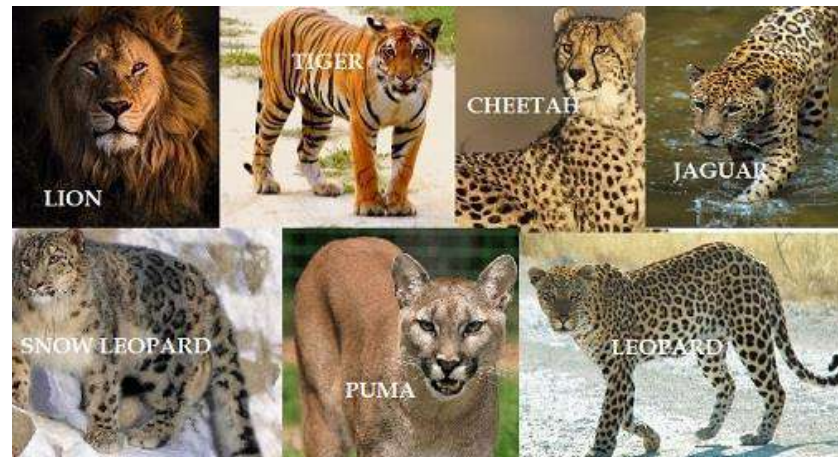 LION
TIGER
CHEETAH
JAGUAR
SNOW LEOPARD
PUMA
LEOPARD